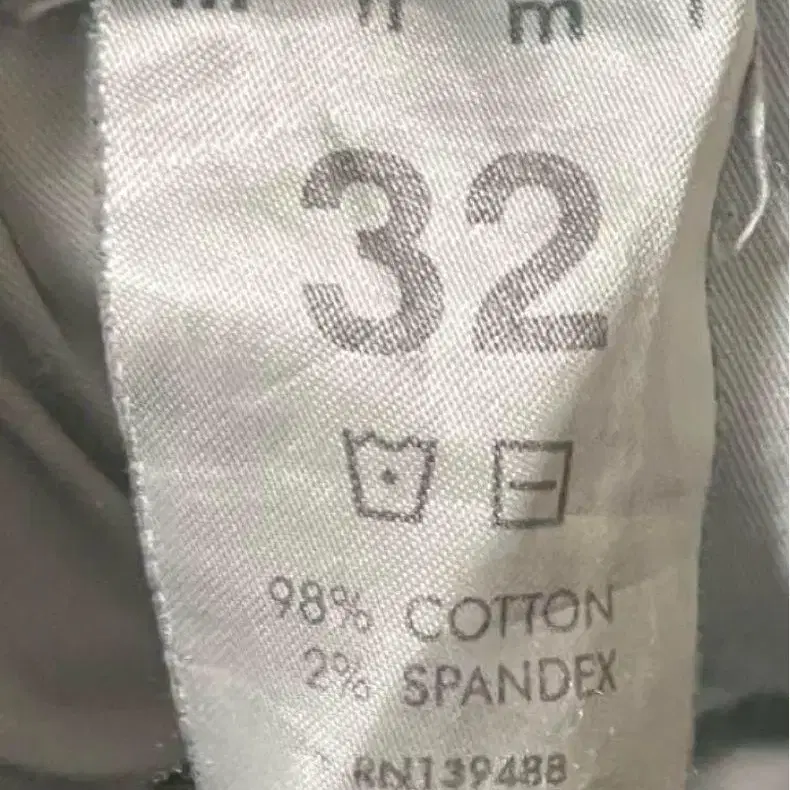 32
98% COTTON
2% SPANDEX
RN139488